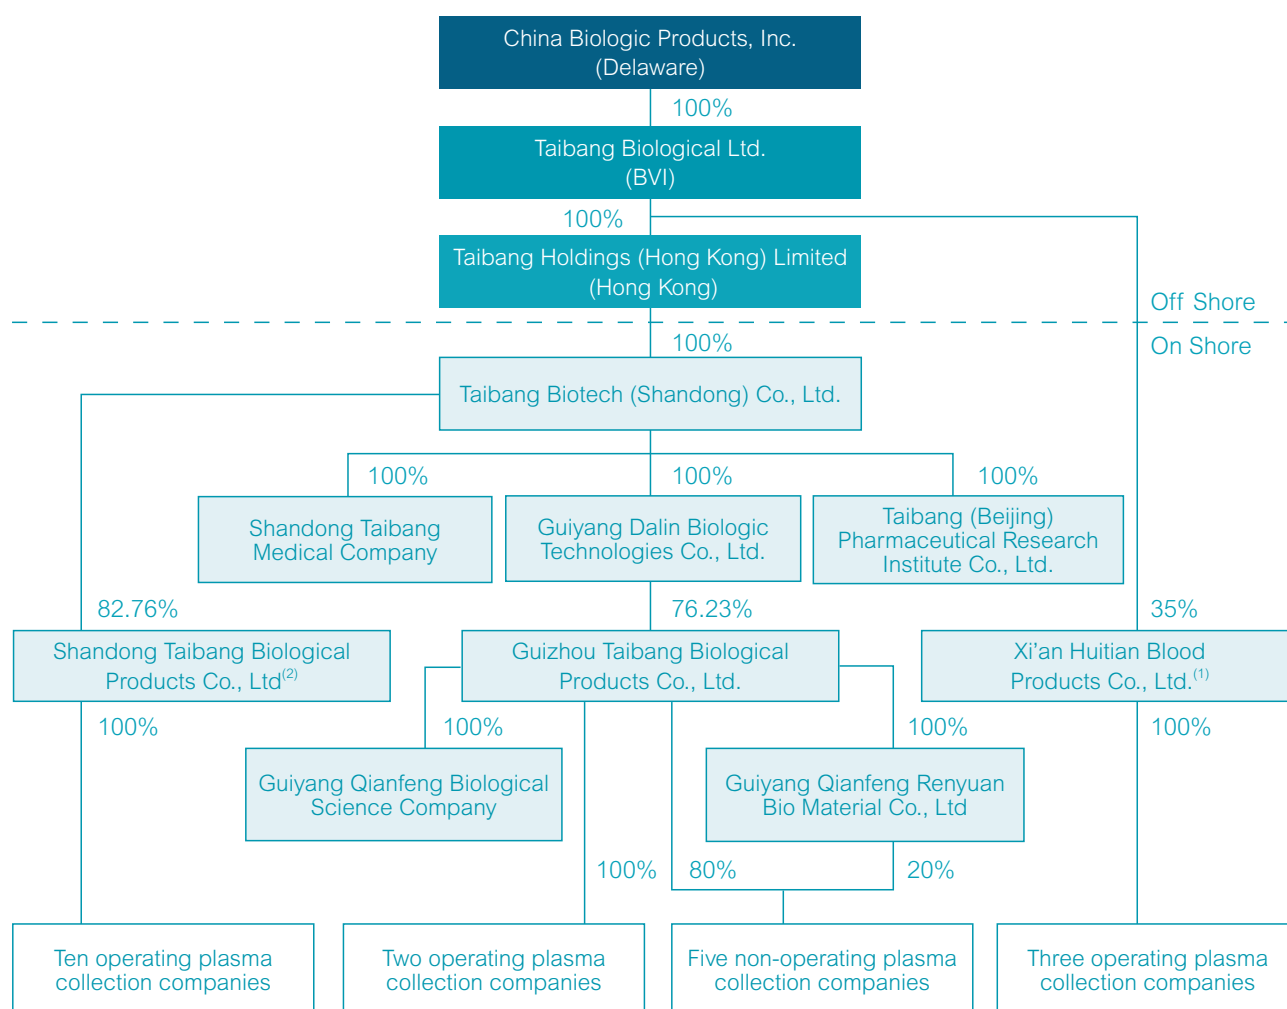 China Biologic Products, Inc.
(Delaware)
100%
Taibang Biological Ltd.
(BVI)
100%
Taibang Holdings (Hong Kong) Limited
(Hong Kong)
Off Shore
100%
On Shore
Taibang Biotech (Shandong) Co., Ltd.
100%
100%
100%
Shandong Taibang
Medical Company
Guiyang Dalin Biologic
Technologies Co., Ltd.
Taibang (Beijing)
Pharmaceutical Research
Institute Co., Ltd.
82.76%
76.23%
35%
Shandong Taibang Biological
Products Co., Ltd(2)
Guizhou Taibang Biological
Products Co., Ltd.
Xi’an Huitian Blood
Products Co., Ltd.(1)
100%
100%
100%
100%
Guiyang Qianfeng Biological
Science Company
Guiyang Qianfeng Renyuan
Bio Material Co., Ltd
100%
80%
20%
Ten operating plasma
collection companies
Two operating plasma
collection companies
Five non-operating plasma
collection companies
Three operating plasma
collection companies